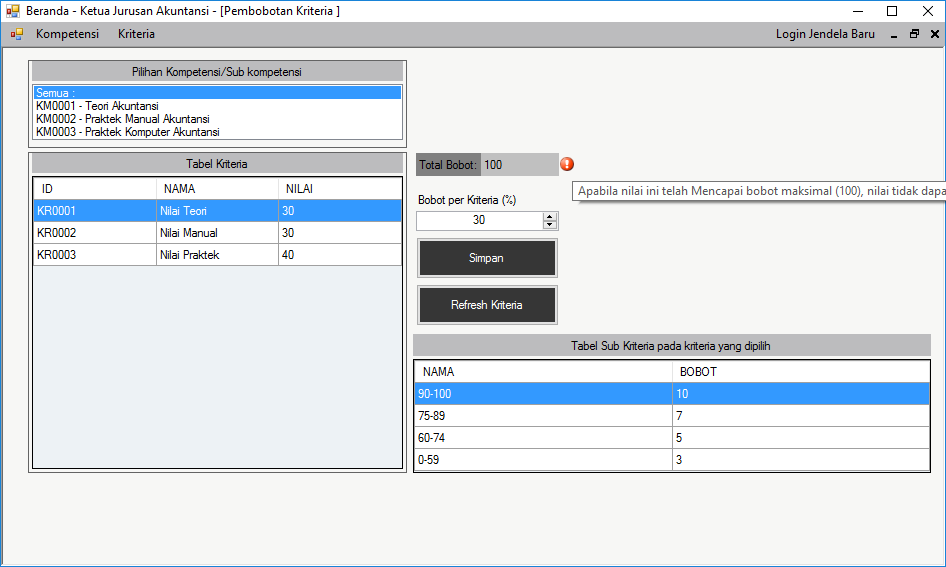 Beranda - Ketua Jurusan Akuntansi - [Pembobotan Kriteria ]
Kompetensi Kriteria Login Jendela Baru
Pilihan Kompetensi/Sub kompetensi
Semua :
KM0001 - Teori Akuntansi
KM0002 - Praktek Manual Akuntansi
KM0003 - Praktek Komputer Akuntansi
Tabel Kriteria
ID NAMA NILAI
KR0001 Nilai Teori 30
KR0002 Nilai Manual 30
KR0003 Nilai Praktek 40
Total Bobot: 100
Apabila nilai ini telah Mencapai bobot maksimal (100), nilai tidak dapa
Bobot per Kriteria (%)
30
Simpan
Refresh Kriteria
Tabel Sub Kriteria pada kriteria yang dipilih
NAMA BOBOT
90-100 10
75-89 7
60-74 5
0-59 3